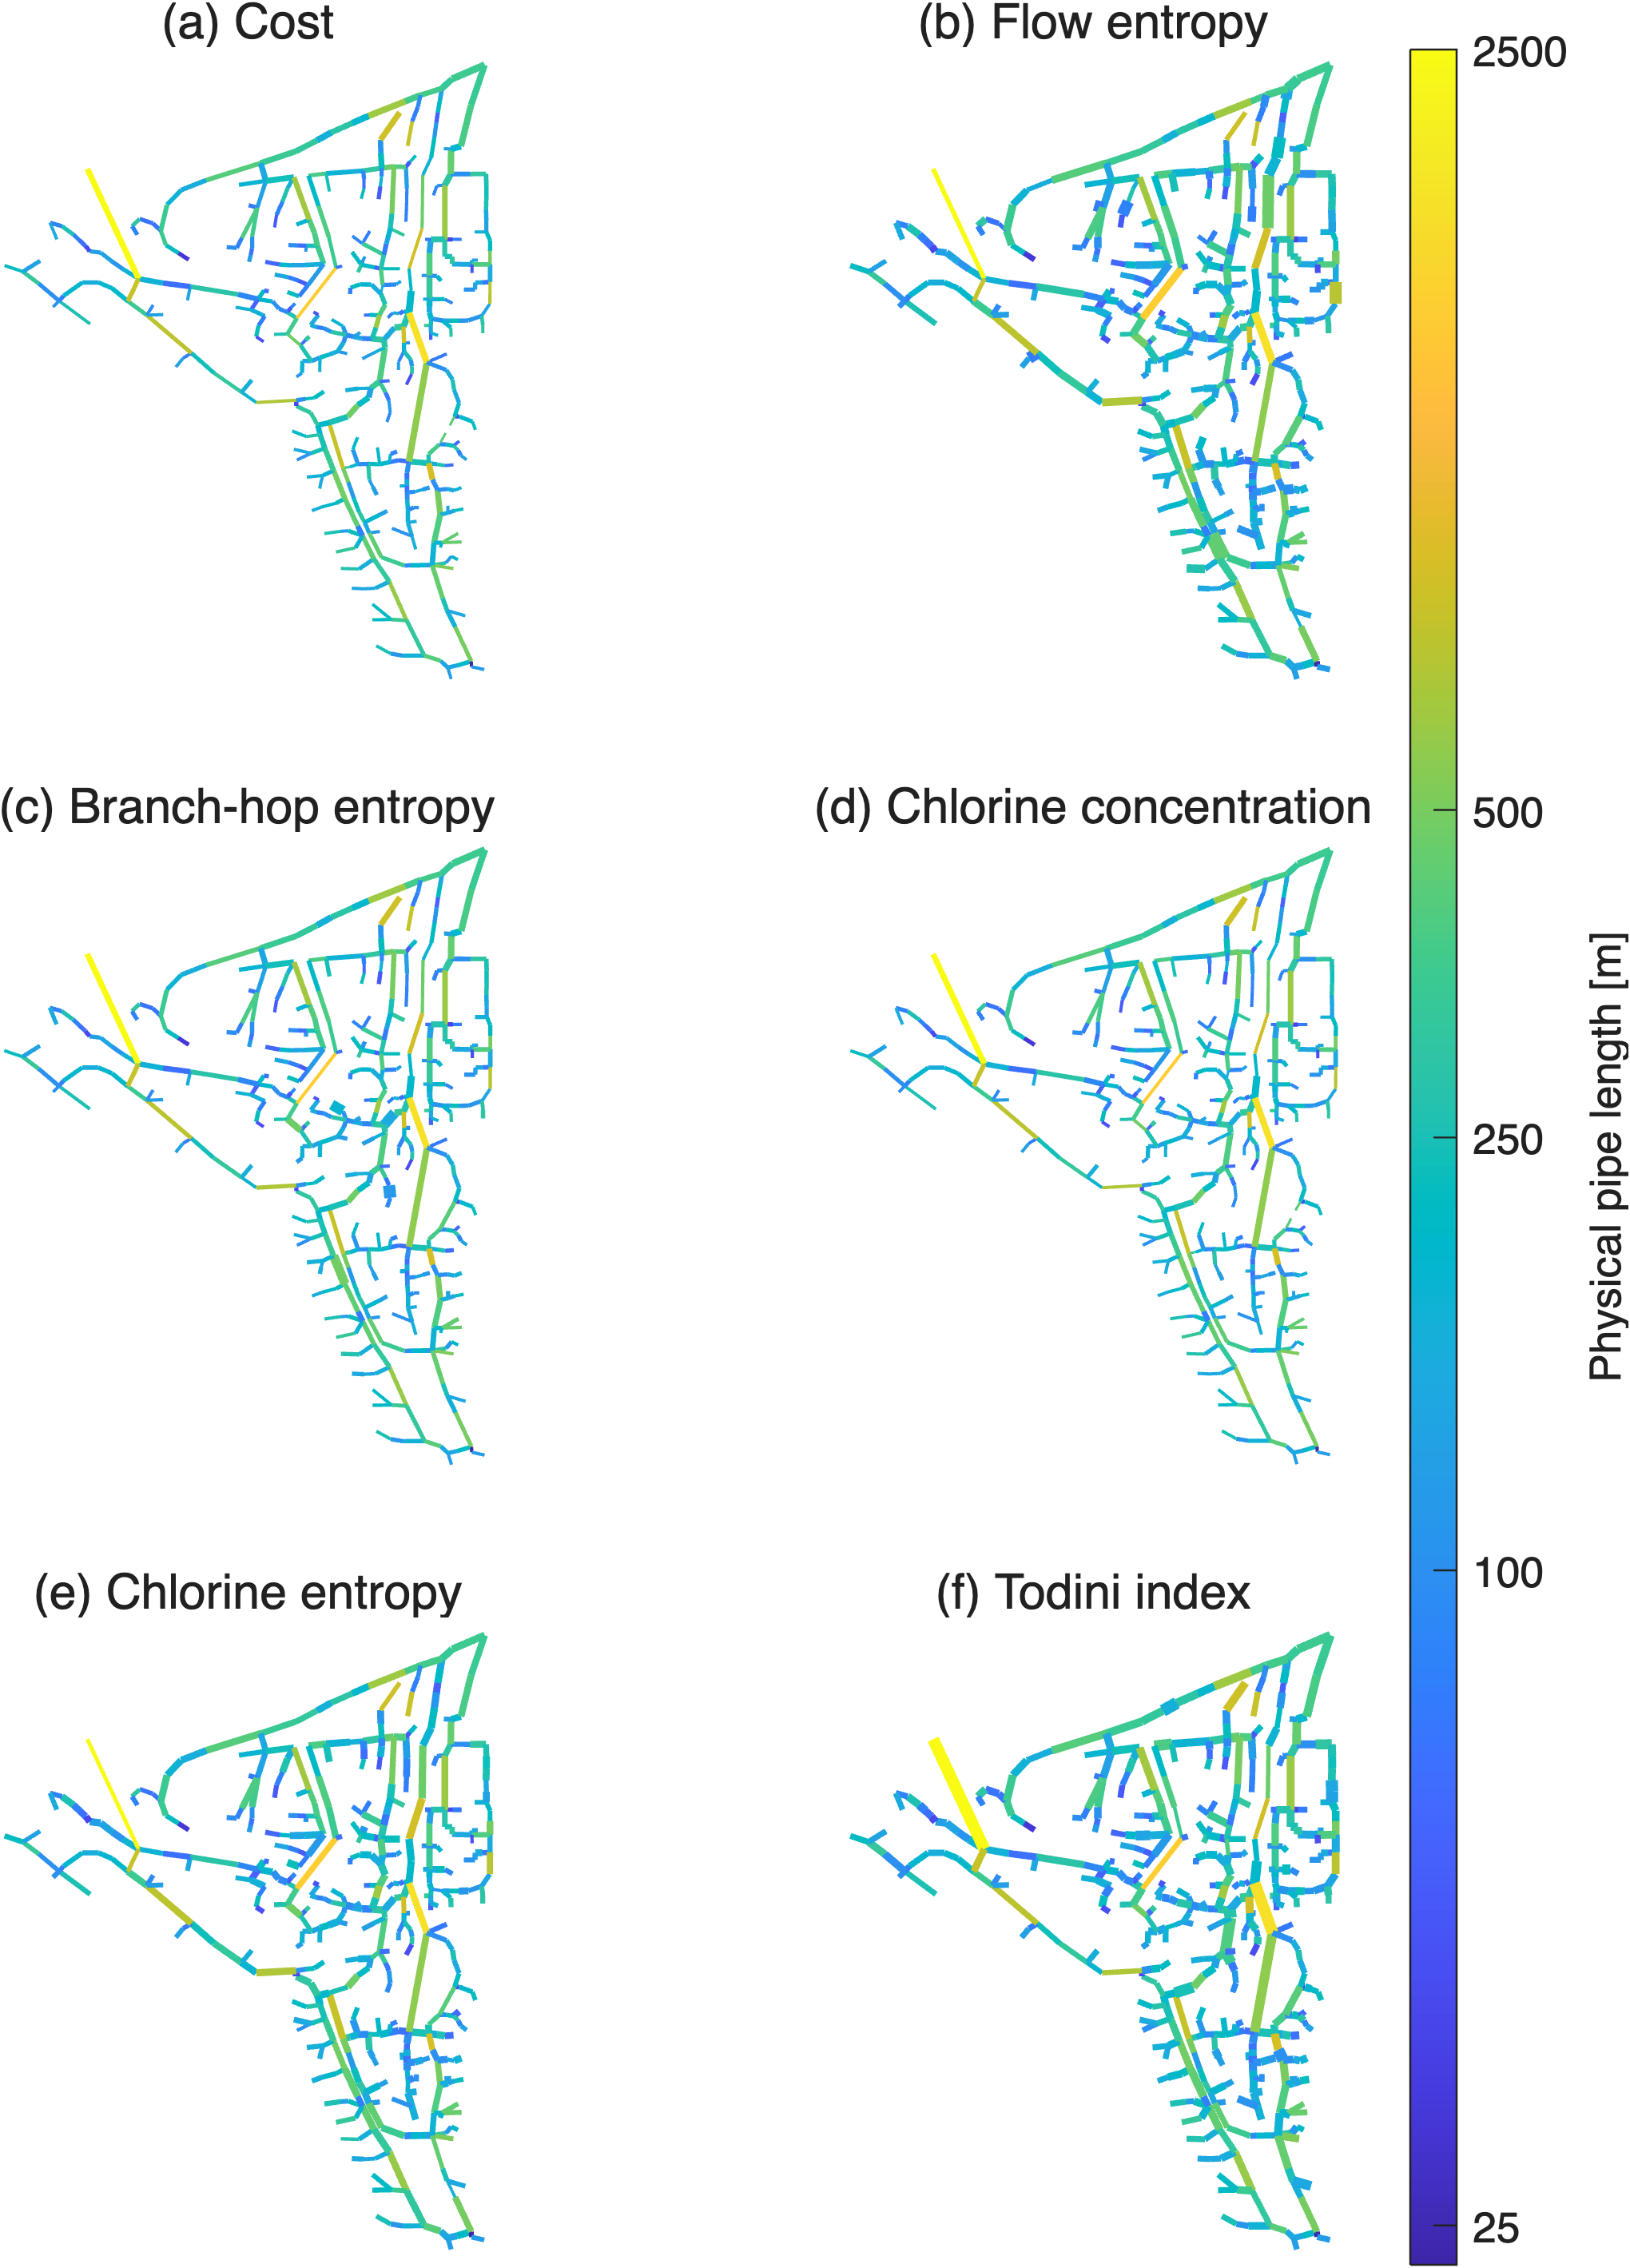 (a) Cost
(b) Flow entropy
2500
(c) Branch-hop entropy
(d) Chlorine concentration
500
250
Physical pipe length [m]
100
(e) Chlorine entropy
(f) Todini index
25